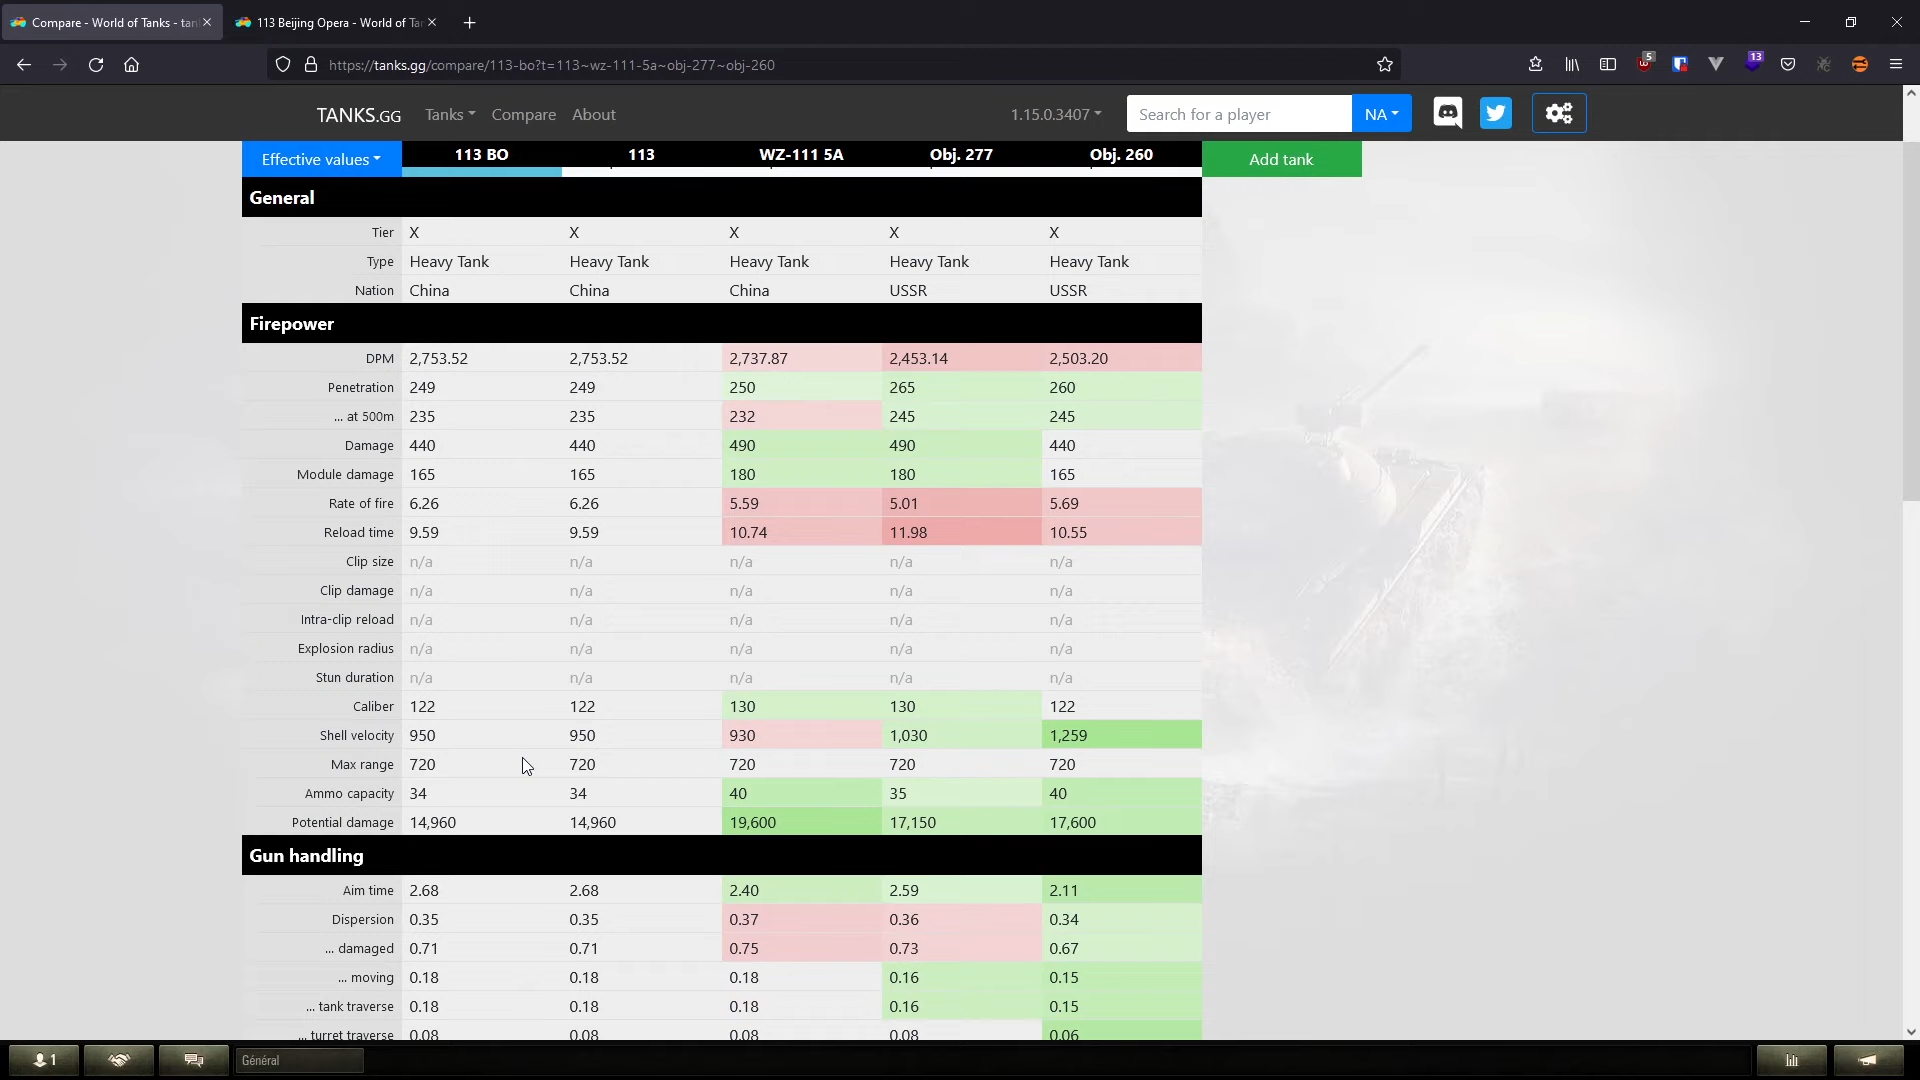 Compare - World of Tanks - tan
113 Beijing Opera - World of Ta
https://tanks.gg/compare/113-bo?t=113~wz-111-5a~obj-277~obj-260
5
13
TANKS.GG Tanks Compare About 1.15.0.3407 Search for a player NA
Effective values 113 BO 113 WZ-111 5A Obj. 277 Obj. 260 Add tank
General
Tier X X X X X
Type Heavy Tank Heavy Tank Heavy Tank Heavy Tank Heavy Tank
Nation China China China USSR USSR
Firepower
DPM 2,753.52 2,753.52 2,737.87 2,453.14 2,503.20
Penetration 249 249 250 265 260
... at 500m 235 235 232 245 245
Damage 440 440 490 490 440
Module damage 165 165 180 180 165
Rate of fire 6.26 6.26 5.59 5.01 5.69
Reload time 9.59 9.59 10.74 11.98 10.55
Clip size n/a n/a n/a n/a n/a
Clip damage n/a n/a n/a n/a n/a
Intra-clip reload n/a n/a n/a n/a n/a
Explosion radius n/a n/a n/a n/a n/a
Stun duration n/a n/a n/a n/a n/a
Caliber 122 122 130 130 122
Shell velocity 950 950 930 1,030 1,259
Max range 720 720 720 720 720
Ammo capacity 34 34 40 35 40
Potential damage 14,960 14,960 19,600 17,150 17,600
Gun handling
Aim time 2.68 2.68 2.40 2.59 2.11
Dispersion 0.35 0.35 0.37 0.36 0.34
... damaged 0.71 0.71 0.75 0.73 0.67
... moving 0.18 0.18 0.18 0.16 0.15
... tank traverse 0.18 0.18 0.18 0.16 0.15
... turret traverse 0.08 0.08 0.08 0.08 0.06
1 Général